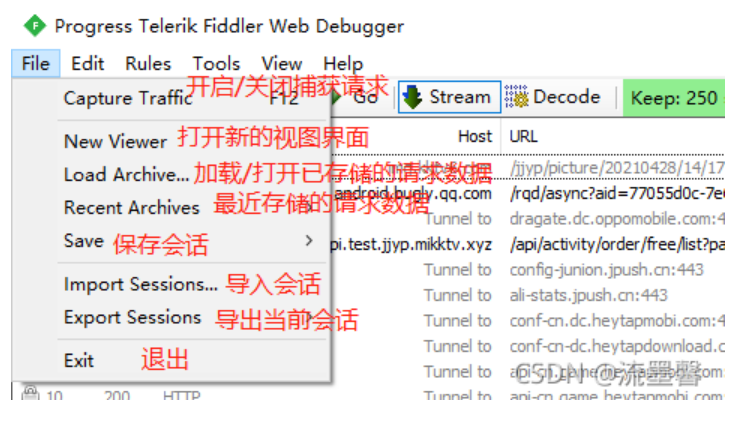 Progress Telerik Fiddler Web Debugger
File Edit Rules Tools View Help
Capture Traffic F12 开启/关闭捕获请求 Go Stream Decode Keep: 250
Host URL
New Viewer 打开新的视图界面
Load Archive... 加载/打开已存储的请求数据 /jjyp/picture/20210428/14/17
Recent Archives 最近存储的请求数据 android.bugly.qq.com /rqd/async?aid=77055d0c-7e
Tunnel to dragate.dc.oppomobile.com:4
Save 保存会话 pi.test.jjyp.mikktv.xyz /api/activity/order/free/list?pa
Tunnel to config-junion.jpush.cn:443
Import Sessions... 导入会话
Tunnel to ali-stats.jpush.cn:443
Export Sessions 导出当前会话 Tunnel to conf-cn.dc.heytapmobi.com:4
Tunnel to conf-cn-dc.heytapdownload.c
Exit 退出
Tunnel to
CSDN @流墨馨
10 200 HTTP Tunnel to api-cn.game.heytapmobi.com